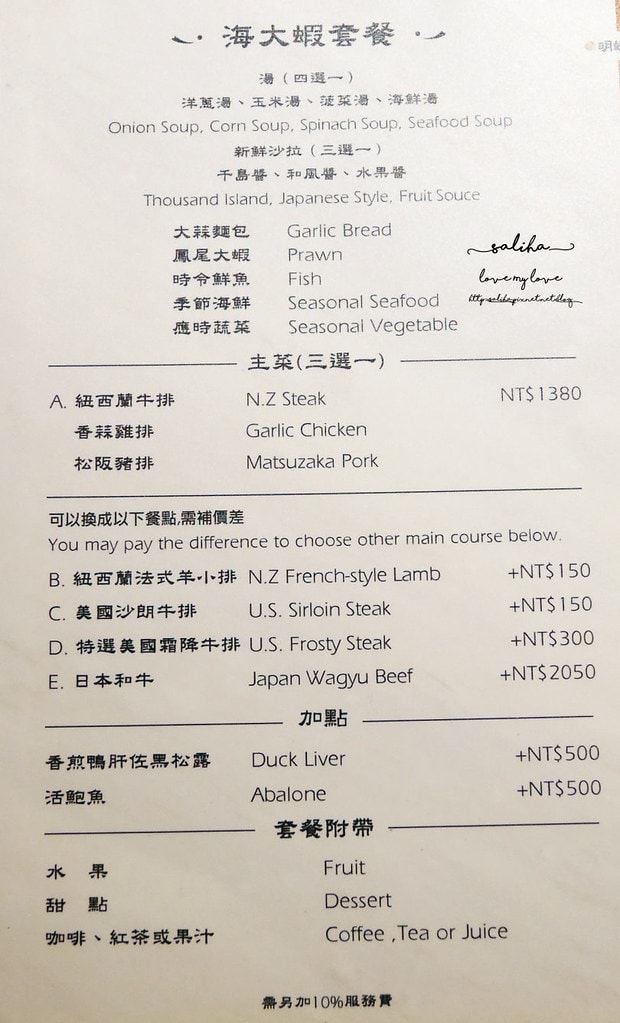 海大蝦套餐
湯（四選一）
洋蔥湯、玉米湯、菠菜湯、海鮮湯
Onion Soup, Corn Soup, Spinach Soup, Seafood Soup
新鮮沙拉（三選一）
千島醬、和風醬、水果醬
Thousand Island, Japanese Style, Fruit Souce
大蒜麵包 Garlic Bread
鳳尾大蝦 Prawn
saliha
時令鮮魚 Fish
love my love
季節海鮮 Seasonal Seafood
應時蔬菜 Seasonal Vegetable
主菜(三選一)
A. 紐西蘭牛排 N.Z Steak NT$1380
香蒜雞排 Garlic Chicken
松阪豬排 Matsuzaka Pork
可以換成以下餐點,需補價差
You may pay the difference to choose other main course below.
B. 紐西蘭法式羊小排 N.Z French-style Lamb +NT$150
C. 美國沙朗牛排 U.S. Sirloin Steak +NT$150
D. 特選美國霜降牛排 U.S. Frosty Steak +NT$300
E. 日本和牛 Japan Wagyu Beef +NT$2050
加點
香煎鴨肝佐黑松露 Duck Liver +NT$500
活鮑魚 Abalone +NT$500
套餐附帶
水 果 Fruit
甜 點 Dessert
咖啡、紅茶或果汁 Coffee ,Tea or Juice
需另加10%服務費